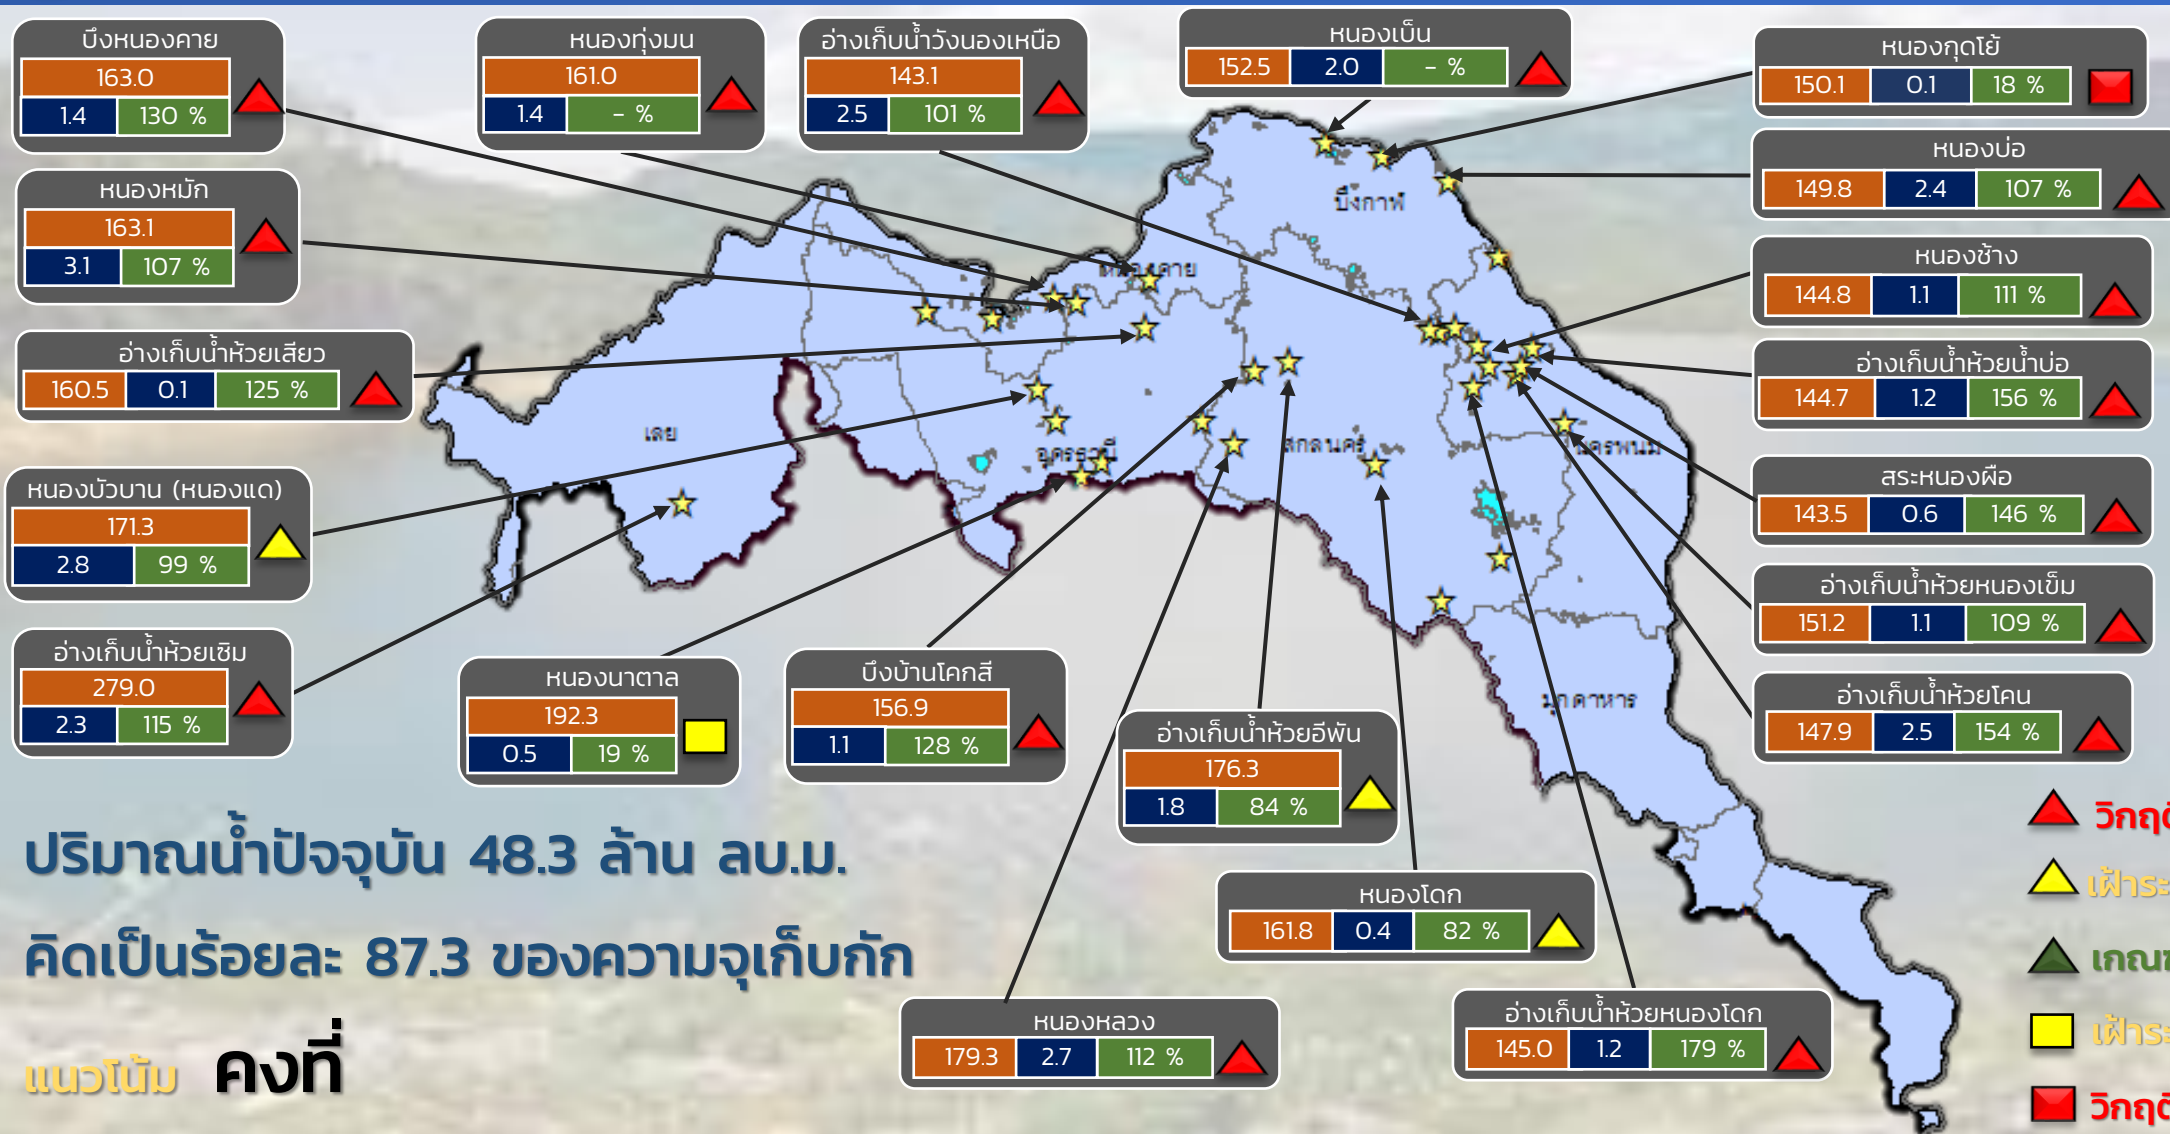 บึงหนองคาย
163.0
1.4 130 %
หนองทุ่งมน
161.0
1.4 - %
อ่างเก็บน้ำวังนองเหนือ
143.1
2.5 101 %
หนองเบ็น
152.5 2.0 - %
หนองกุดโย้
150.1 0.1 18 %
หนองหมัก
163.1
3.1 107 %
หนองบ่อ
149.8 2.4 107 %
บึงกาฬ
หนองคาย
หนองช้าง
144.8 1.1 111 %
อ่างเก็บน้ำห้วยเสียว
160.5 0.1 125 %
อ่างเก็บน้ำห้วยน้ำบ่อ
144.7 1.2 156 %
เลย
อุดรธานี
สกลนคร
นครพนม
หนองบัวบาน (หนองแด)
171.3
2.8 99 %
สระหนองผือ
143.5 0.6 146 %
อ่างเก็บน้ำห้วยหนองเข็ม
151.2 1.1 109 %
อ่างเก็บน้ำห้วยเซิม
279.0
2.3 115 %
หนองนาตาล
192.3
0.5 19 %
บึงบ้านโคกสี
156.9
1.1 128 %
อ่างเก็บน้ำห้วยอีพัน
176.3
1.8 84 %
มุกดาหาร
อ่างเก็บน้ำห้วยโคน
147.9 2.5 154 %
ปริมาณน้ำปัจจุบัน 48.3 ล้าน ลบ.ม.
คิดเป็นร้อยละ 87.3 ของความจุเก็บกัก
แนวโน้ม คงที่
หนองโดก
161.8 0.4 82 %
หนองหลวง
179.3 2.7 112 %
อ่างเก็บน้ำห้วยหนองโดก
145.0 1.2 179 %